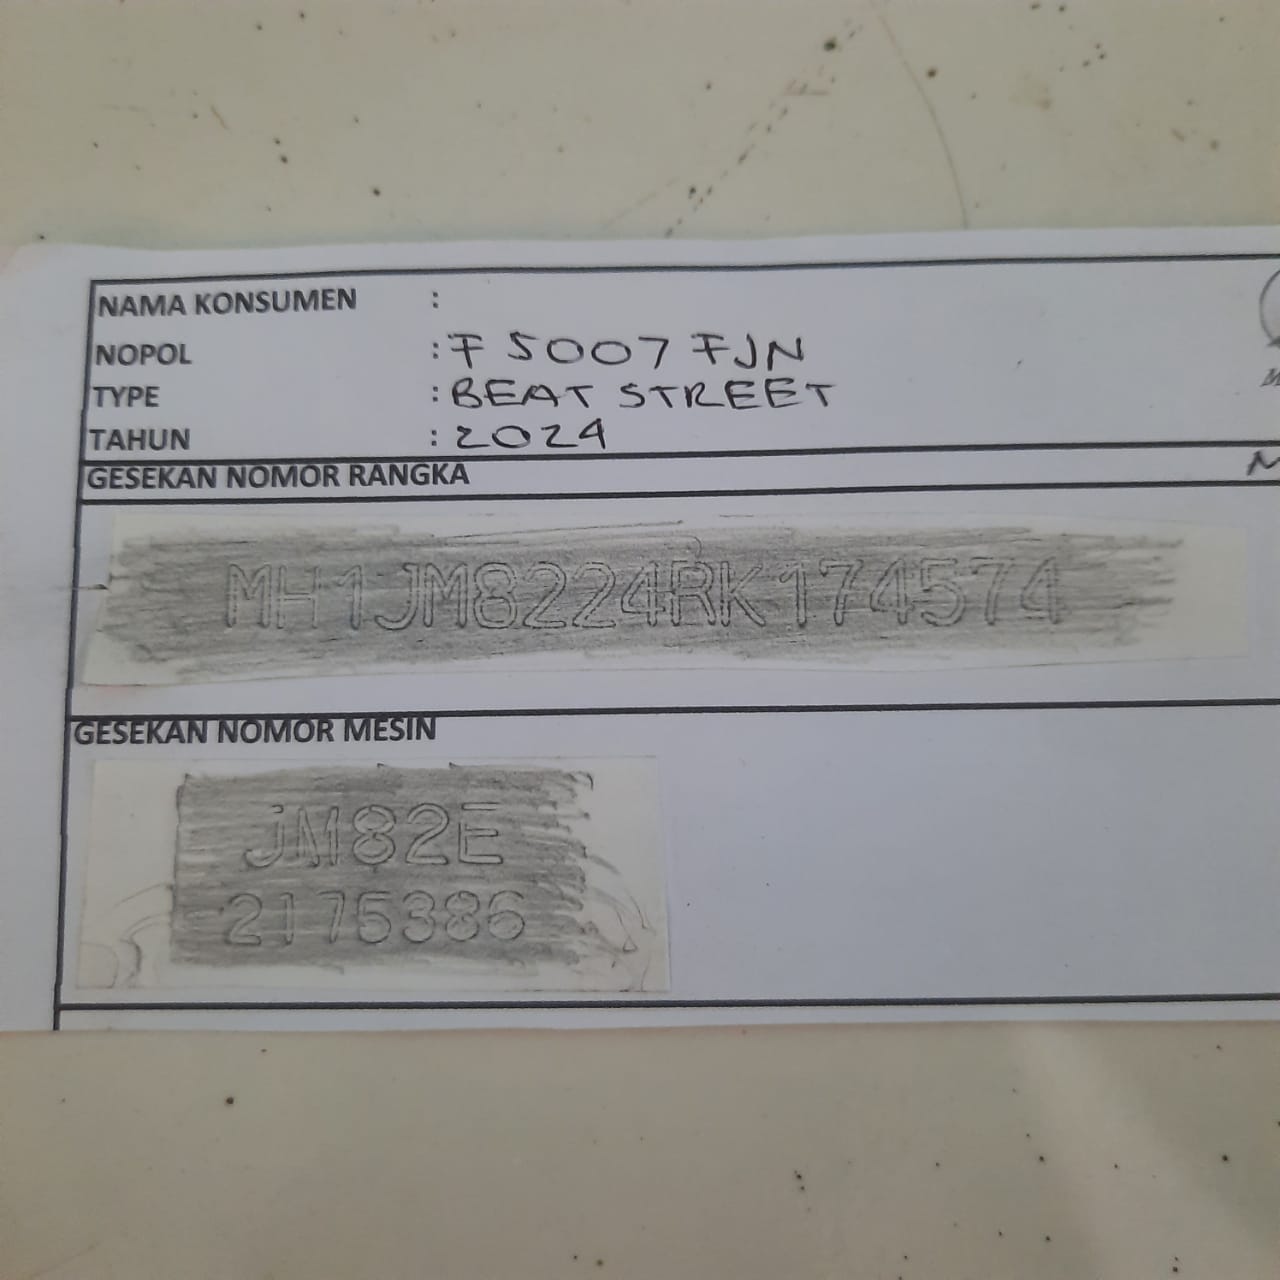 NAMA KONSUMEN :
NOPOL : F 5007 FJN
TYPE : BEAT STREET
TAHUN : 2024
GESEKAN NOMOR RANGKA
MH1JM8224RK174574
GESEKAN NOMOR MESIN
JM82E
2175386